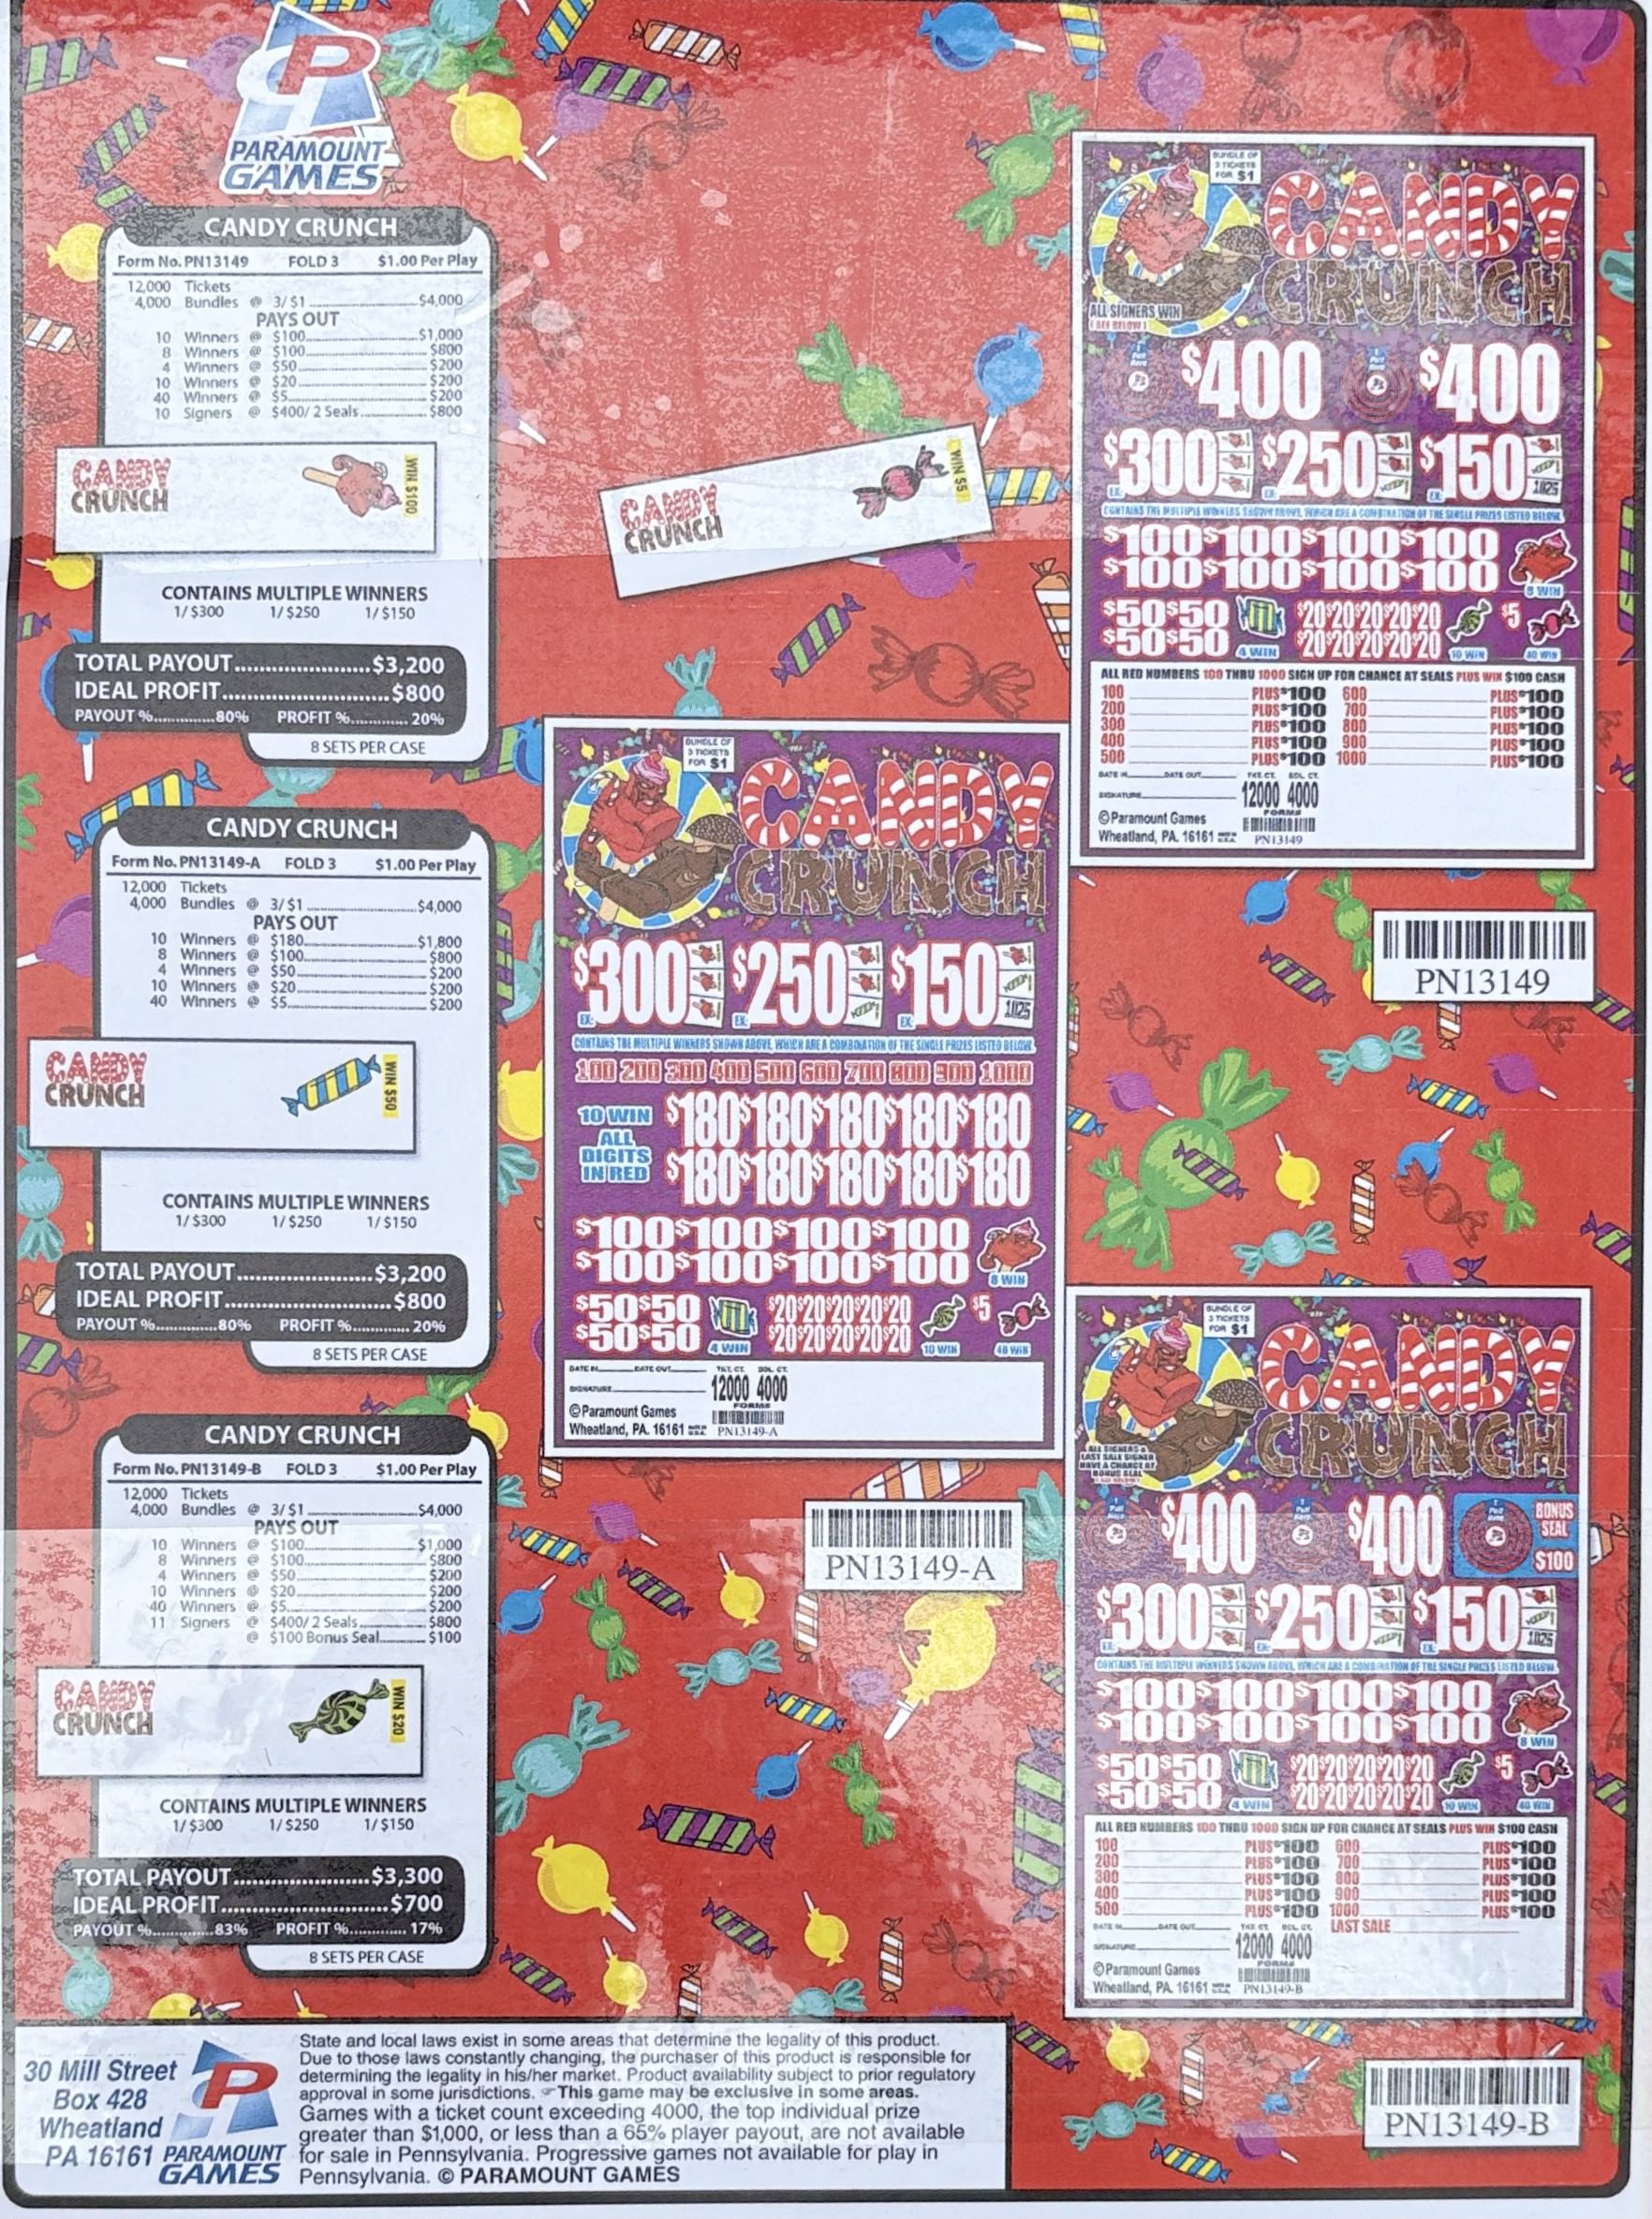 PARAMOUNT
GAMES
CANDY CRUNCH
Form No. PN13149 FOLD 3 $1.00 Per Play
12,000 Tickets
4,000 Bundles @ 3/$1 $4,000
PAYS OUT
10 Winners @ $100 $1,000
8 Winners @ $100 $800
4 Winners @ $50 $200
10 Winners @ $20 $200
40 Winners @ $5 $200
10 Signers @ $400/2 Seals $800
CANDY
CRUNCH
WIN $100
CONTAINS MULTIPLE WINNERS
1/$300 1/$250 1/$150
TOTAL PAYOUT $3,200
IDEAL PROFIT $800
PAYOUT % 80% PROFIT % 20%
8 SETS PER CASE
CANDY CRUNCH
Form No. PN13149-A FOLD 3 $1.00 Per Play
12,000 Tickets
4,000 Bundles @ 3/$1 $4,000
PAYS OUT
10 Winners @ $180 $1,800
8 Winners @ $100 $800
4 Winners @ $50 $200
10 Winners @ $20 $200
40 Winners @ $5 $200
CANDY
CRUNCH
WIN $50
CONTAINS MULTIPLE WINNERS
1/$300 1/$250 1/$150
TOTAL PAYOUT $3,200
IDEAL PROFIT $800
PAYOUT % 80% PROFIT % 20%
8 SETS PER CASE
CANDY CRUNCH
Form No. PN13149-B FOLD 3 $1.00 Per Play
12,000 Tickets
4,000 Bundles @ 3/$1 $4,000
PAYS OUT
10 Winners @ $100 $1,000
8 Winners @ $100 $800
4 Winners @ $50 $200
10 Winners @ $20 $200
40 Winners @ $5 $200
11 Signers @ $400/2 Seals $800
@ $100 Bonus Seal $100
CANDY
CRUNCH
WIN $20
CONTAINS MULTIPLE WINNERS
1/$300 1/$250 1/$150
TOTAL PAYOUT $3,300
IDEAL PROFIT $700
PAYOUT % 83% PROFIT % 17%
8 SETS PER CASE
CANDY
CRUNCH
WIN $5
BUNDLE OF
3 TICKETS
FOR $1
CANDY
CRUNCH
$300 $250 $150
EX: EX: EX:
1025
CONTAINS THE MULTIPLE WINNERS SHOWN ABOVE, WHICH ARE A COMBINATION OF THE SINGLE PRIZES LISTED BELOW.
100 200 300 400 500 600 700 800 900 1000
10 WIN
ALL
DIGITS
IN RED
$180 $180 $180 $180 $180
$180 $180 $180 $180 $180
$100 $100 $100 $100
$100 $100 $100 $100
8 WIN
$50 $50 $20 $20 $20 $20 $20 $5
$50 $50 $20 $20 $20 $20 $20
4 WIN 10 WIN 40 WIN
DATE IN DATE OUT TKT. CT. BDL. CT.
SIGNATURE 12000 4000
FORM#
©Paramount Games
Wheatland, PA. 16161 MADE IN U.S.A. PN13149-A
PN13149-A
BUNDLE OF
3 TICKETS
FOR $1
CANDY
CRUNCH
ALL SIGNERS WIN
(SEE BELOW)
1 Pull Here
$400
1 Pull Here
$400
$300 $250 $150
EX: EX: EX:
1025
CONTAINS THE MULTIPLE WINNERS SHOWN ABOVE, WHICH ARE A COMBINATION OF THE SINGLE PRIZES LISTED BELOW.
$100 $100 $100 $100
$100 $100 $100 $100
8 WIN
$50 $50 $20 $20 $20 $20 $20 $5
$50 $50 $20 $20 $20 $20 $20
4 WIN 10 WIN 40 WIN
ALL RED NUMBERS 100 THRU 1000 SIGN UP FOR CHANCE AT SEALS PLUS WIN $100 CASH
100 PLUS $100 600 PLUS $100
200 PLUS $100 700 PLUS $100
300 PLUS $100 800 PLUS $100
400 PLUS $100 900 PLUS $100
500 PLUS $100 1000 PLUS $100
DATE IN DATE OUT TKT. CT. BDL. CT.
SIGNATURE 12000 4000
FORM#
©Paramount Games
Wheatland, PA. 16161 MADE IN U.S.A. PN13149
PN13149
BUNDLE OF
3 TICKETS
FOR $1
CANDY
CRUNCH
ALL SIGNERS &
LAST SALE SIGNER
HAVE A CHANCE AT
BONUS SEAL
1 Pull Here
$400
1 Pull Here
$400
1 Pull Here
BONUS
SEAL
$100
$300 $250 $150
EX: EX: EX:
1025
CONTAINS THE MULTIPLE WINNERS SHOWN ABOVE, WHICH ARE A COMBINATION OF THE SINGLE PRIZES LISTED BELOW.
$100 $100 $100 $100
$100 $100 $100 $100
8 WIN
$50 $50 $20 $20 $20 $20 $20 $5
$50 $50 $20 $20 $20 $20 $20
4 WIN 10 WIN 40 WIN
ALL RED NUMBERS 100 THRU 1000 SIGN UP FOR CHANCE AT SEALS PLUS WIN $100 CASH
100 PLUS $100 600 PLUS $100
200 PLUS $100 700 PLUS $100
300 PLUS $100 800 PLUS $100
400 PLUS $100 900 PLUS $100
500 PLUS $100 1000 PLUS $100
LAST SALE
DATE IN DATE OUT TKT. CT. BDL. CT.
SIGNATURE 12000 4000
FORM#
©Paramount Games
Wheatland, PA. 16161 MADE IN U.S.A. PN13149-B
PN13149-B
30 Mill Street
Box 428
Wheatland
PA 16161
PARAMOUNT
GAMES
State and local laws exist in some areas that determine the legality of this product.
Due to those laws constantly changing, the purchaser of this product is responsible for
determining the legality in his/her market. Product availability subject to prior regulatory
approval in some jurisdictions. ☞This game may be exclusive in some areas.
Games with a ticket count exceeding 4000, the top individual prize
greater than $1,000, or less than a 65% player payout, are not available
for sale in Pennsylvania. Progressive games not available for play in
Pennsylvania. © PARAMOUNT GAMES